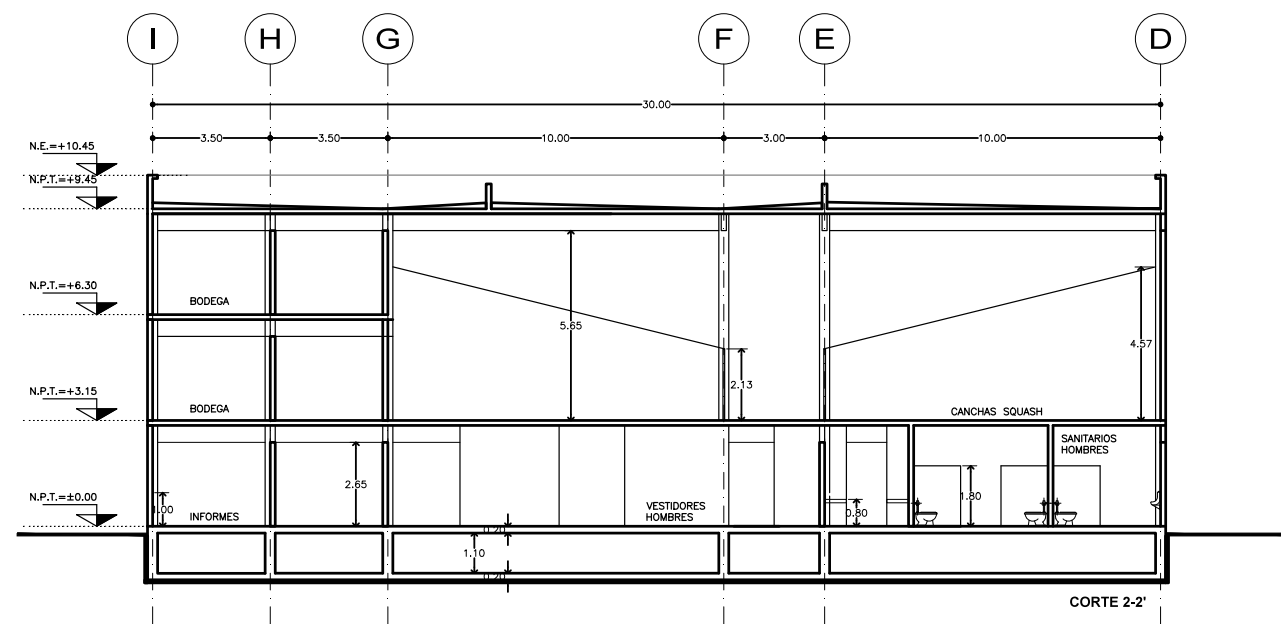 I H G F E D
30.00
3.50 3.50 10.00 3.00 10.00
N.E.=+10.45
N.P.T.=+9.45
N.P.T.=+6.30
BODEGA
5.65
4.57
2.13
N.P.T.=+3.15
BODEGA
CANCHAS SQUASH
SANITARIOS
HOMBRES
2.65
1.80
N.P.T.=±0.00
1.00
INFORMES
VESTIDORES
HOMBRES
0.80
0.20
1.10
0.20
CORTE 2-2'